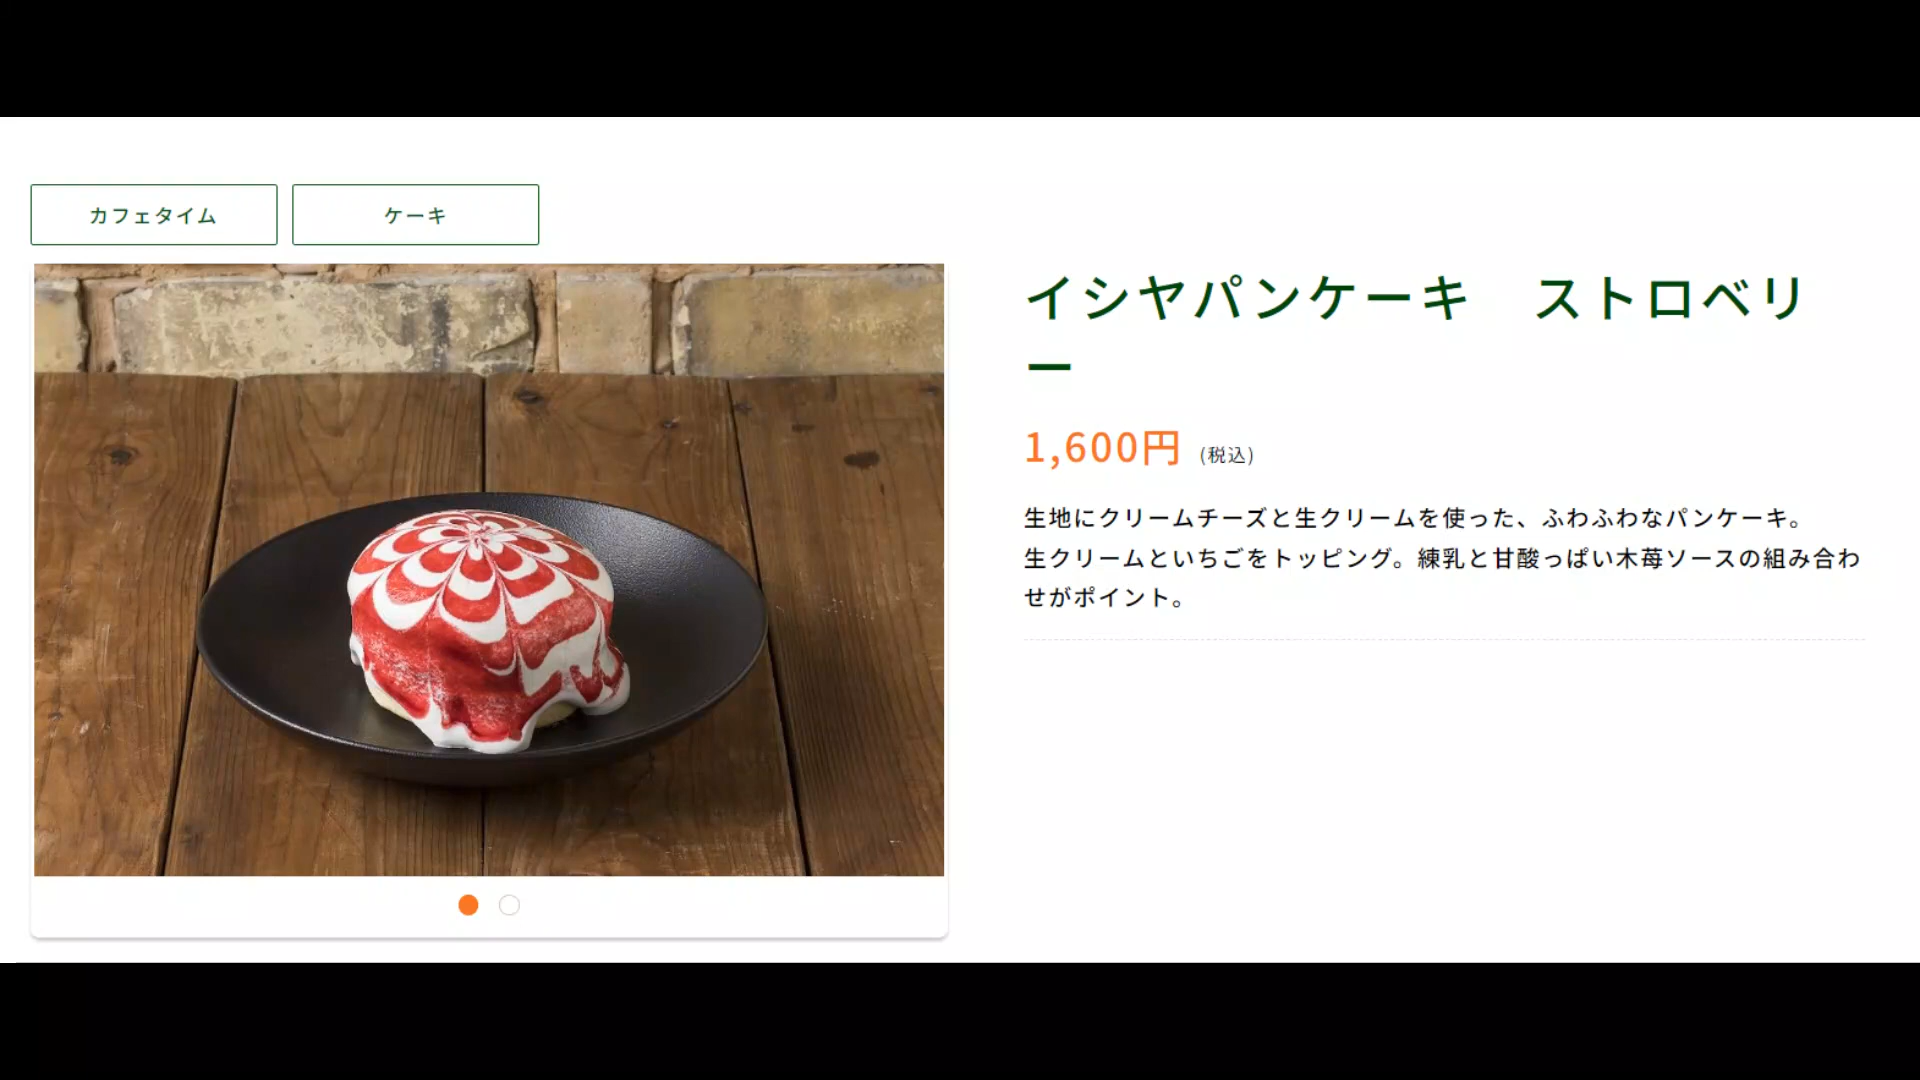 カフェタイム
ケーキ
イシヤパンケーキ　ストロベリ
ー
1,600円 (税込)
生地にクリームチーズと生クリームを使った、ふわふわなパンケーキ。
生クリームといちごをトッピング。練乳と甘酸っぱい木苺ソースの組み合わ
せがポイント。